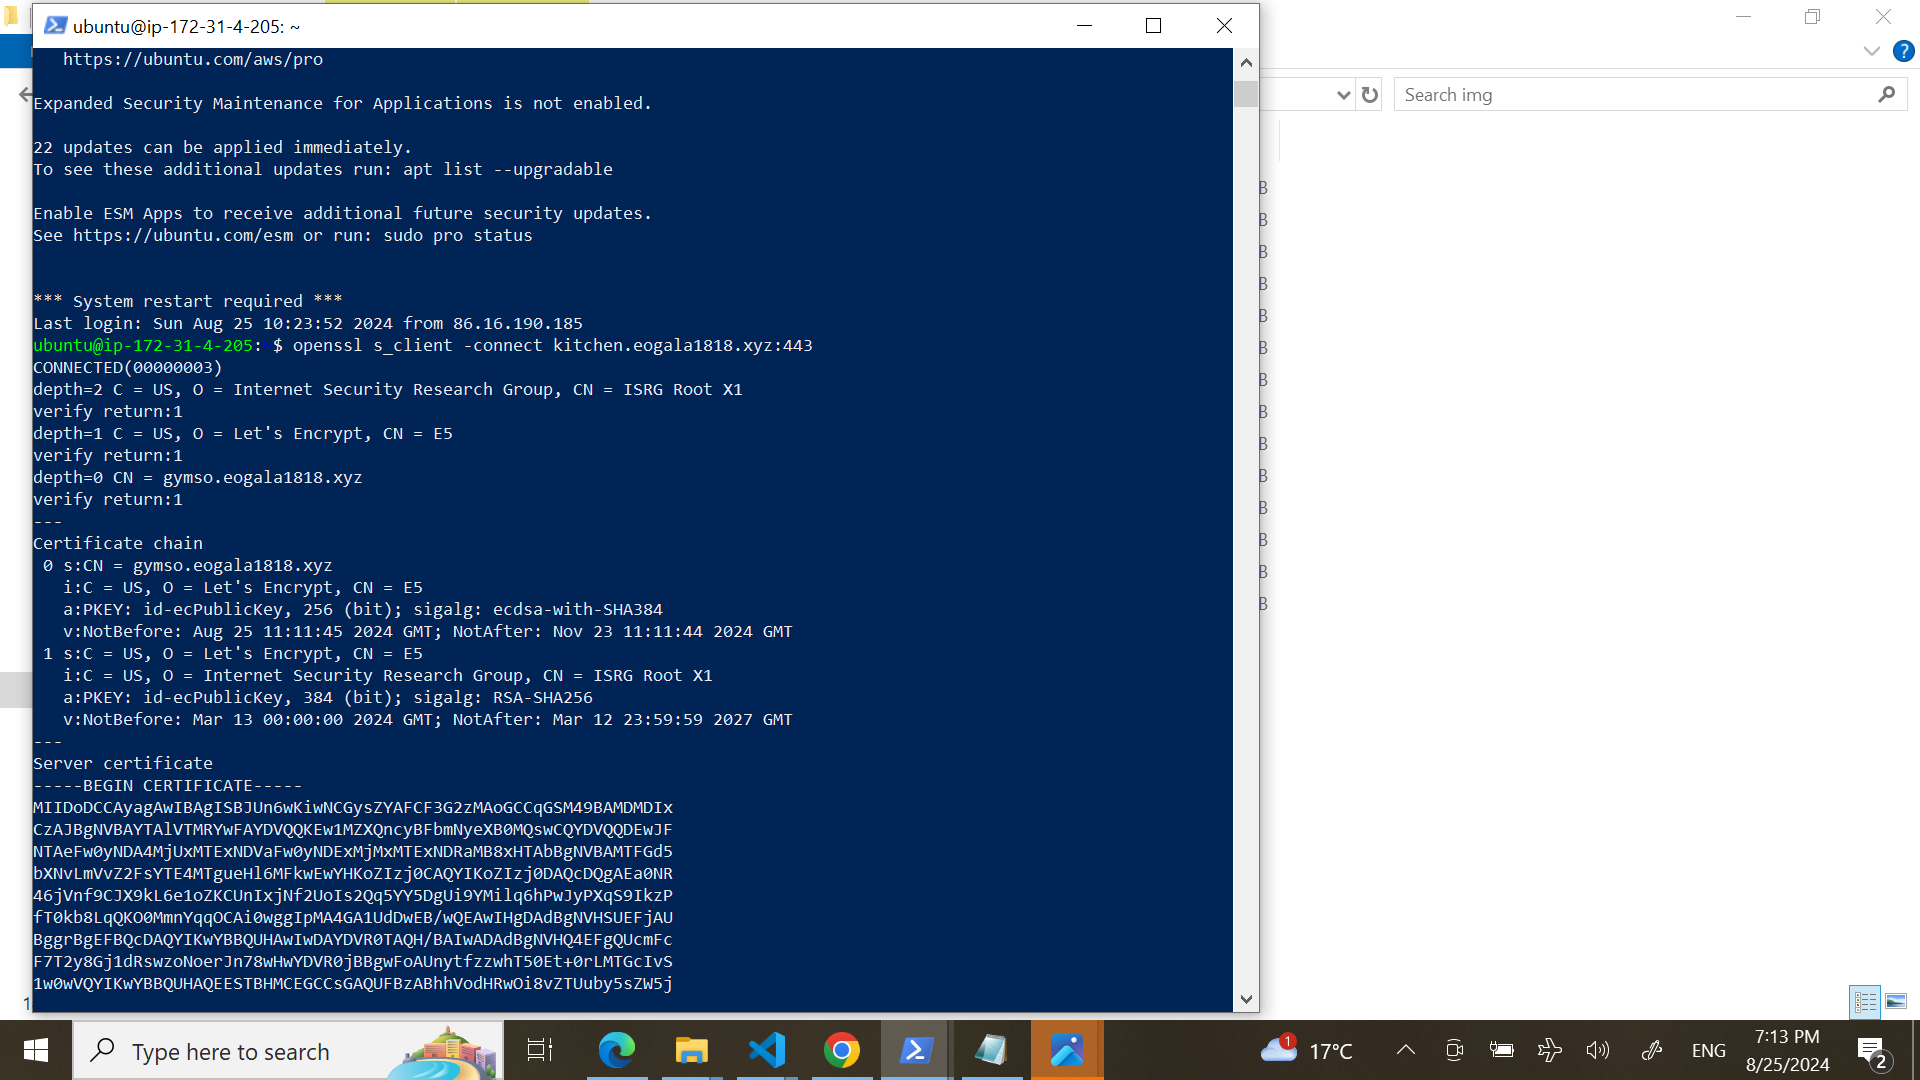 ubuntu@ip-172-31-4-205: ~
https://ubuntu.com/aws/pro
Expanded Security Maintenance for Applications is not enabled.
22 updates can be applied immediately.
To see these additional updates run: apt list --upgradable
Enable ESM Apps to receive additional future security updates.
See https://ubuntu.com/esm or run: sudo pro status
*** System restart required ***
Last login: Sun Aug 25 10:23:52 2024 from 86.16.190.185
ubuntu@ip-172-31-4-205:~$ openssl s_client -connect kitchen.eogala1818.xyz:443
CONNECTED(00000003)
depth=2 C = US, O = Internet Security Research Group, CN = ISRG Root X1
verify return:1
depth=1 C = US, O = Let's Encrypt, CN = E5
verify return:1
depth=0 CN = gymso.eogala1818.xyz
verify return:1
---
Certificate chain
0 s:CN = gymso.eogala1818.xyz
i:C = US, O = Let's Encrypt, CN = E5
a:PKEY: id-ecPublicKey, 256 (bit); sigalg: ecdsa-with-SHA384
v:NotBefore: Aug 25 11:11:45 2024 GMT; NotAfter: Nov 23 11:11:44 2024 GMT
1 s:C = US, O = Let's Encrypt, CN = E5
i:C = US, O = Internet Security Research Group, CN = ISRG Root X1
a:PKEY: id-ecPublicKey, 384 (bit); sigalg: RSA-SHA256
v:NotBefore: Mar 13 00:00:00 2024 GMT; NotAfter: Mar 12 23:59:59 2027 GMT
---
Server certificate
-----BEGIN CERTIFICATE-----
MIIDoDCCAyagAwIBAgISBJUn6wKiwNCGysZYAFCF3G2zMAoGCCqGSM49BAMDMDIx
CzAJBgNVBAYTAlVTMRYwFAYDVQQKEw1MZXQncyBFbmNyeXB0MQswCQYDVQQDEwJF
NTAeFw0yNDA4MjUxMTExNDVaFw0yNDExMjMxMTExNDRaMB8xHTAbBgNVBAMTFGd5
bXNvLmVvZ2FsYTE4MTgueHl6MFkwEwYHKoZIzj0CAQYIKoZIzj0DAQcDQgAEa0NR
46jVnf9CJX9kL6e1oZKCUnIxjNf2UoIs2Qq5YY5DgUi9YMilq6hPwJyPXqS9IkzP
fT0kb8LqQKO0MmnYqqOCAi0wggIpMA4GA1UdDwEB/wQEAwIHgDAdBgNVHSUEFjAU
BggrBgEFBQcDAQYIKwYBBQUHAwIwDAYDVR0TAQH/BAIwADAdBgNVHQ4EFgQUcmFc
F7T2y8Gj1dRswzoNoerJn78wHwYDVR0jBBgwFoAUnytfzzwhT50Et+0rLMTGcIvS
1w0wVQYIKwYBBQUHAQEESTBHMCEGCCsGAQUFBzABhhVodHRwOi8vZTUuby5sZW5j
Search img
B
B
B
B
B
B
B
B
B
B
B
B
B
B
1
Type here to search
1
17°C
ENG
7:13 PM
8/25/2024
2